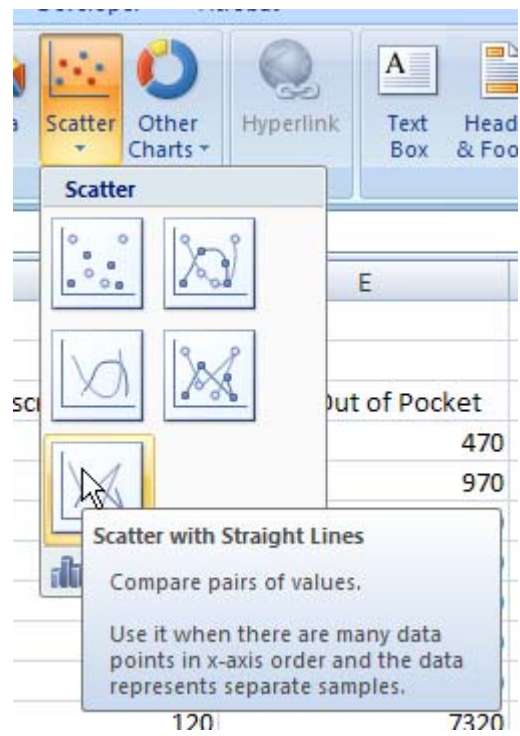 Scatter
Other
Charts
Hyperlink
A
Text
Box
Head
& Foo
Scatter
E
Out of Pocket
470
970
Scatter with Straight Lines
Compare pairs of values.
Use it when there are many data
points in x-axis order and the data
represents separate samples.
120 7320